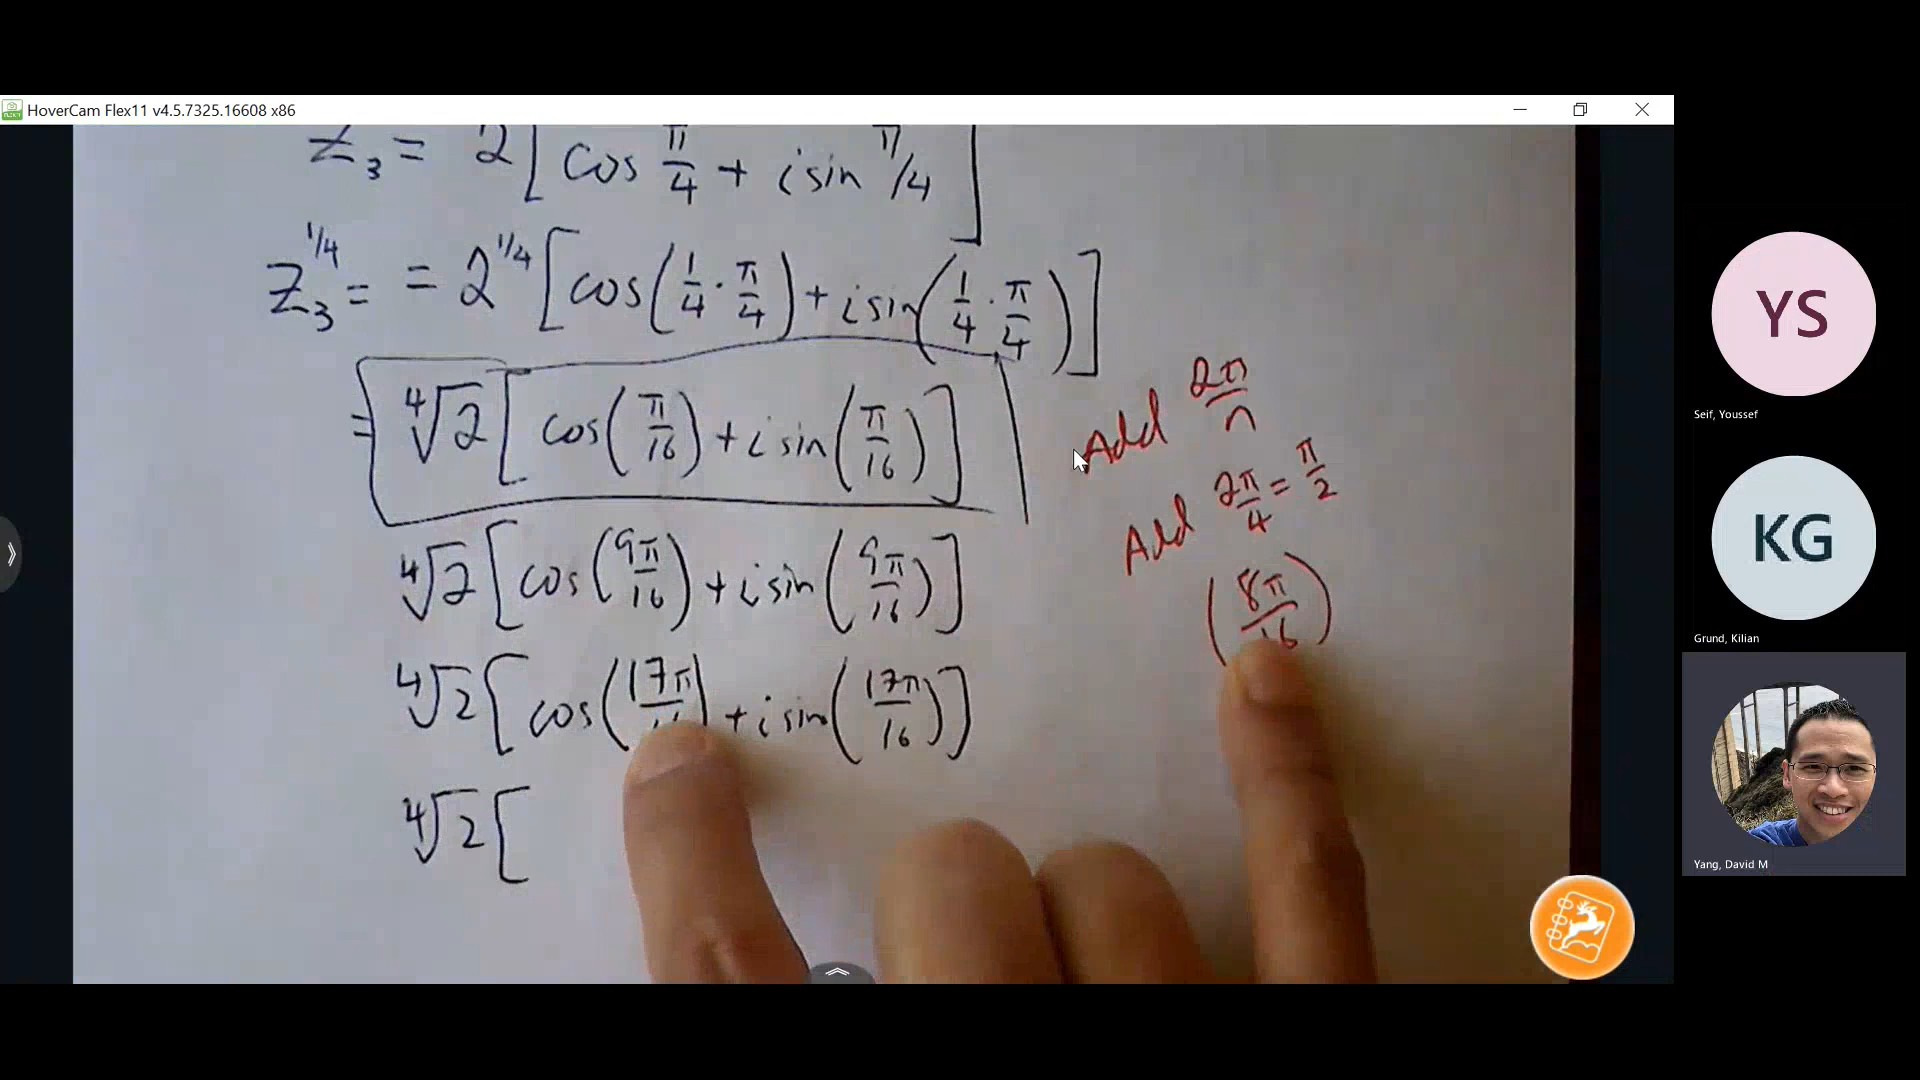 HoverCam Flex11 v4.5.7325.16608 x86
z₃ = 2[cos π/4 + i sin π/4]
z₃^1/4 = = 2^1/4 [cos(1/4 · π/4) + i sin(1/4 · π/4)]
= ⁴√2 [cos(π/16) + i sin(π/16)]
Add 2π/n
Add 2π/4 = π/2
⁴√2 [cos(9π/16) + i sin(9π/16)]
(8π/16)
⁴√2 [cos(17π/16) + i sin(17π/16)]
⁴√2 [
YS
Seif, Youssef
KG
Grund, Kilian
Yang, David M